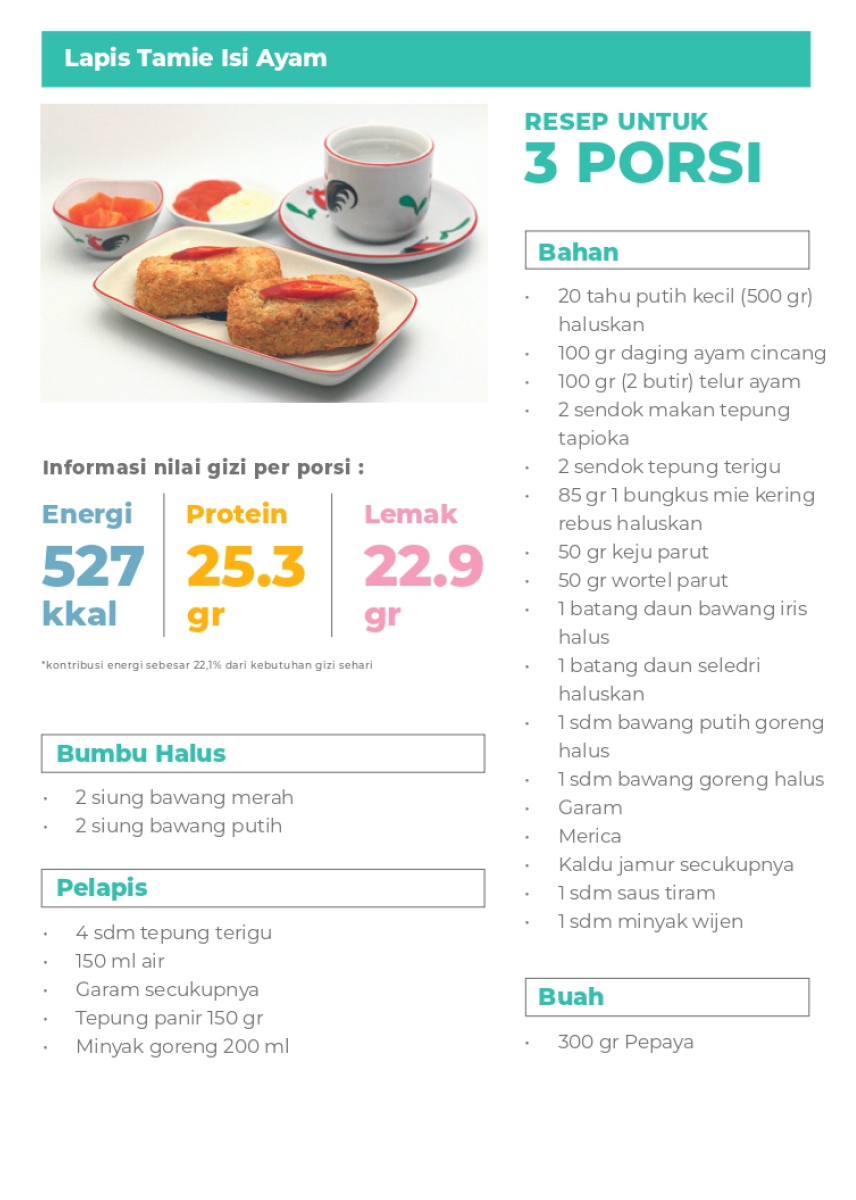 Lapis Tamie Isi Ayam
RESEP UNTUK
3 PORSI
Informasi nilai gizi per porsi :
Energi
527
kkal
Protein
25.3
gr
Lemak
22.9
gr
*kontribusi energi sebesar 22,1% dari kebutuhan gizi sehari
Bumbu Halus
• 2 siung bawang merah
• 2 siung bawang putih
Pelapis
• 4 sdm tepung terigu
• 150 ml air
• Garam secukupnya
• Tepung panir 150 gr
• Minyak goreng 200 ml
Bahan
• 20 tahu putih kecil (500 gr)
haluskan
• 100 gr daging ayam cincang
• 100 gr (2 butir) telur ayam
• 2 sendok makan tepung
tapioka
• 2 sendok tepung terigu
• 85 gr 1 bungkus mie kering
rebus haluskan
• 50 gr keju parut
• 50 gr wortel parut
• 1 batang daun bawang iris
halus
• 1 batang daun seledri
haluskan
• 1 sdm bawang putih goreng
halus
• 1 sdm bawang goreng halus
• Garam
• Merica
• Kaldu jamur secukupnya
• 1 sdm saus tiram
• 1 sdm minyak wijen
Buah
• 300 gr Pepaya